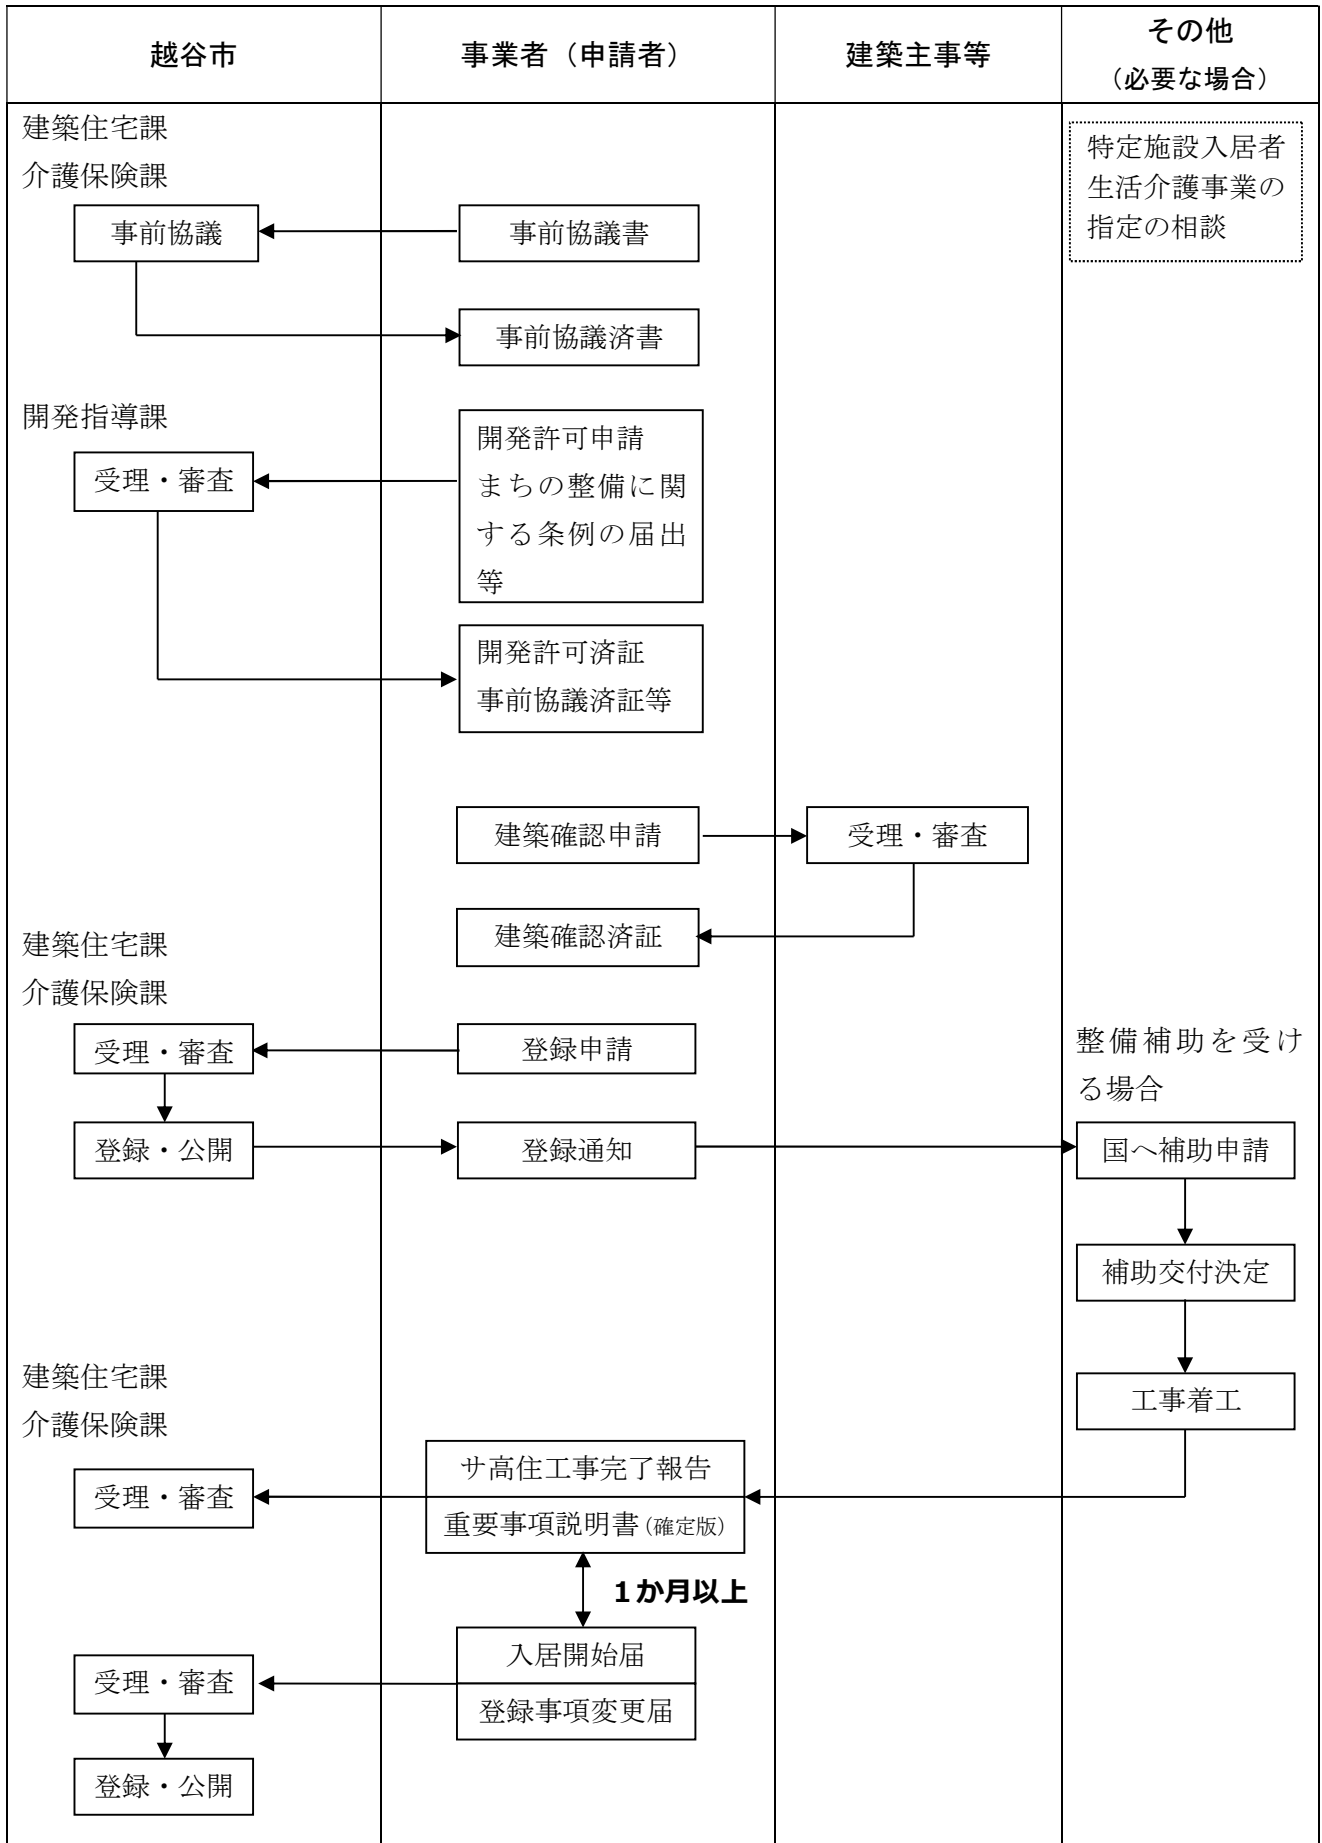 越谷市
事業者（申請者）
建築主事等
その他
（必要な場合）
建築住宅課
介護保険課
特定施設入居者
生活介護事業の
指定の相談
事前協議
事前協議書
事前協議済書
開発指導課
受理・審査
開発許可申請
まちの整備に関
する条例の届出
等
開発許可済証
事前協議済証等
建築確認申請
受理・審査
建築確認済証
建築住宅課
介護保険課
受理・審査
登録申請
整備補助を受け
る場合
登録・公開
登録通知
国へ補助申請
補助交付決定
工事着工
建築住宅課
介護保険課
サ高住工事完了報告
受理・審査
重要事項説明書（確定版）
１か月以上
入居開始届
受理・審査
登録事項変更届
登録・公開